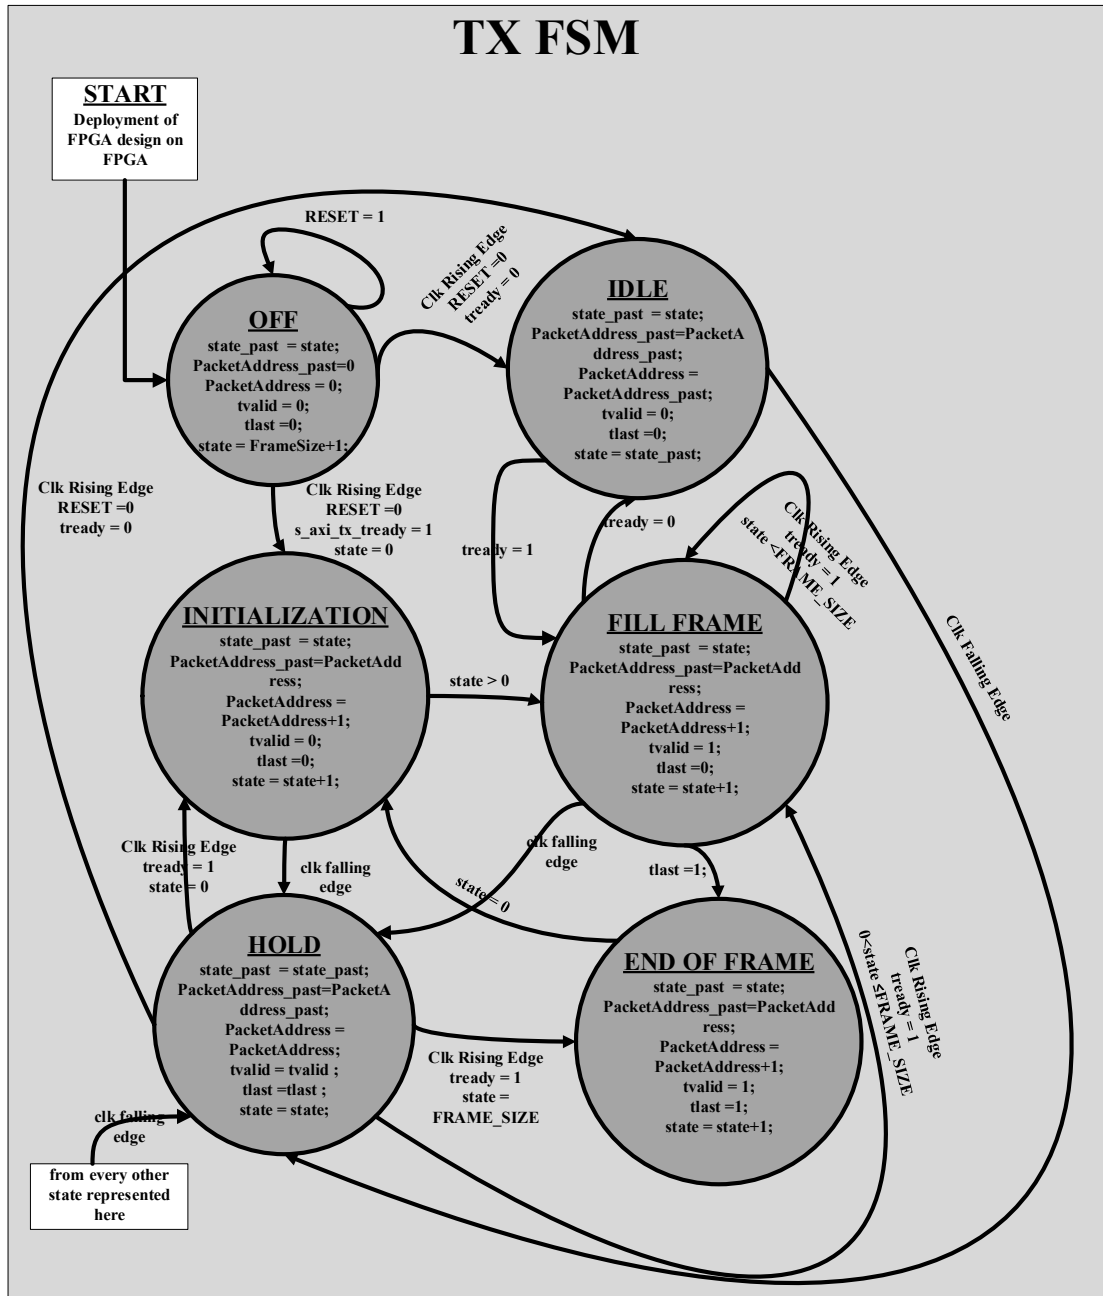 TX FSM
START
Deployment of
FPGA design on
FPGA
RESET = 1
Clk Rising Edge
RESET =0
tready = 0
OFF
state_past = state;
PacketAddress_past=0
PacketAddress = 0;
tvalid = 0;
tlast =0;
state = FrameSize+1;
IDLE
state_past = state;
PacketAddress_past=PacketA
ddress_past;
PacketAddress =
PacketAddress_past;
tvalid = 0;
tlast =0;
state = state_past;
Clk Rising Edge
RESET =0
tready = 0
Clk Rising Edge
RESET =0
s_axi_tx_tready = 1
state = 0
tready = 1
tready = 0
Clk Rising Edge
tready = 1
state <FRAME_SIZE
Clk Falling Edge
INITIALIZATION
state_past = state;
PacketAddress_past=PacketAdd
ress;
PacketAddress =
PacketAddress+1;
tvalid = 0;
tlast =0;
state = state+1;
state > 0
FILL FRAME
state_past = state;
PacketAddress_past=PacketAdd
ress;
PacketAddress =
PacketAddress+1;
tvalid = 1;
tlast =0;
state = state+1;
Clk Rising Edge
tready = 1
state = 0
clk falling
edge
clk falling
edge
state = 0
tlast =1;
Clk Rising Edge
tready = 1
0<state ≤FRAME_SIZE
HOLD
state_past = state_past;
PacketAddress_past=PacketA
ddress_past;
PacketAddress =
PacketAddress;
tvalid = tvalid ;
tlast =tlast ;
state = state;
END OF FRAME
state_past = state;
PacketAddress_past=PacketAdd
ress;
PacketAddress =
PacketAddress+1;
tvalid = 1;
tlast =1;
state = state+1;
Clk Rising Edge
tready = 1
state =
FRAME_SIZE
clk falling
edge
from every other
state represented
here